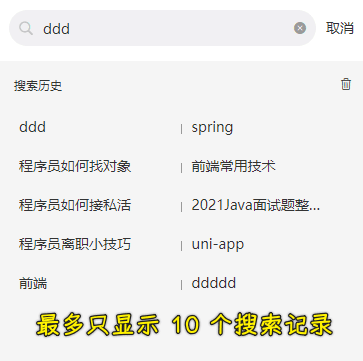 ddd 取消
搜索历史
ddd spring
程序员如何找对象 前端常用技术
程序员如何接私活 2021Java面试题整...
程序员离职小技巧 uni-app
前端 ddddd
最多只显示 10 个搜索记录